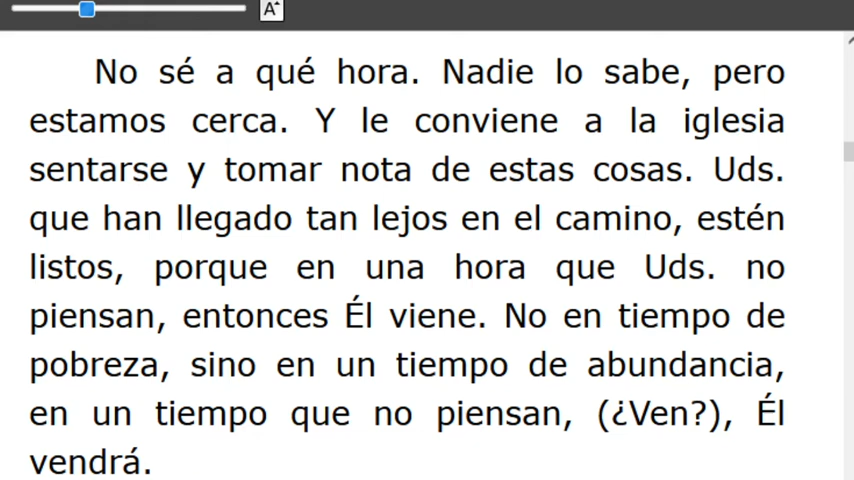 A
No sé a qué hora. Nadie lo sabe, pero
estamos cerca. Y le conviene a la iglesia
sentarse y tomar nota de estas cosas. Uds.
que han llegado tan lejos en el camino, estén
listos, porque en una hora que Uds. no
piensan, entonces Él viene. No en tiempo de
pobreza, sino en un tiempo de abundancia,
en un tiempo que no piensan, (¿Ven?), Él
vendrá.